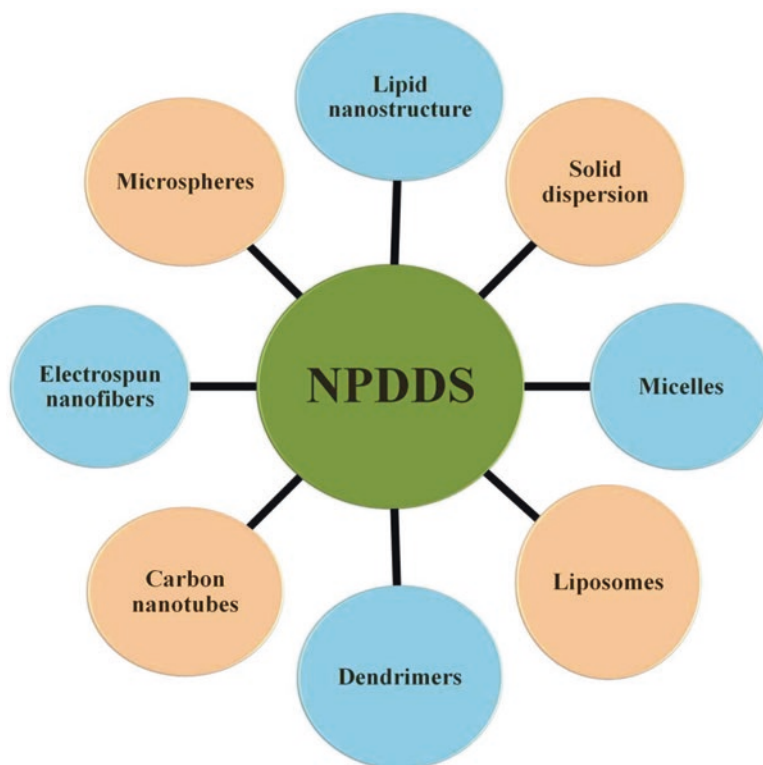 Lipid
nanostructure
Solid
dispersion
Microspheres
Electrospun
nanofibers
NPDDS
Micelles
Carbon
nanotubes
Liposomes
Dendrimers